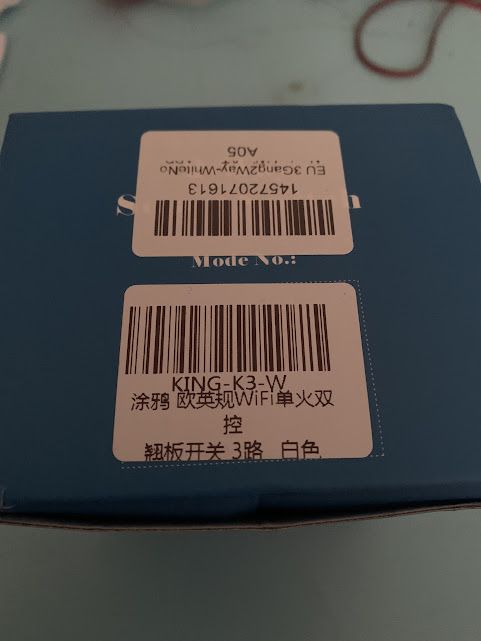 A05
EU 3Gang2Way-WhiteNo
14572071613
Mode No.:
KING-K3-W
涂鸦 欧英规WiFi单火双
控
翘板开关 3路 白色